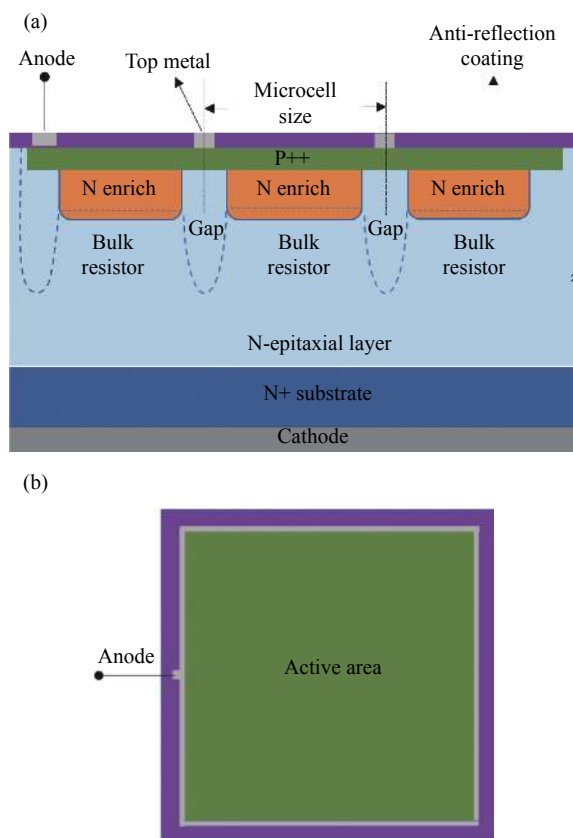 (a)
Anode
Top metal
Anti-reflection
coating
Microcell
size
P++
N enrich
N enrich
N enrich
Gap
Gap
Bulk
resistor
Bulk
resistor
Bulk
resistor
N-epitaxial layer
N+ substrate
Cathode
(b)
Anode
Active area